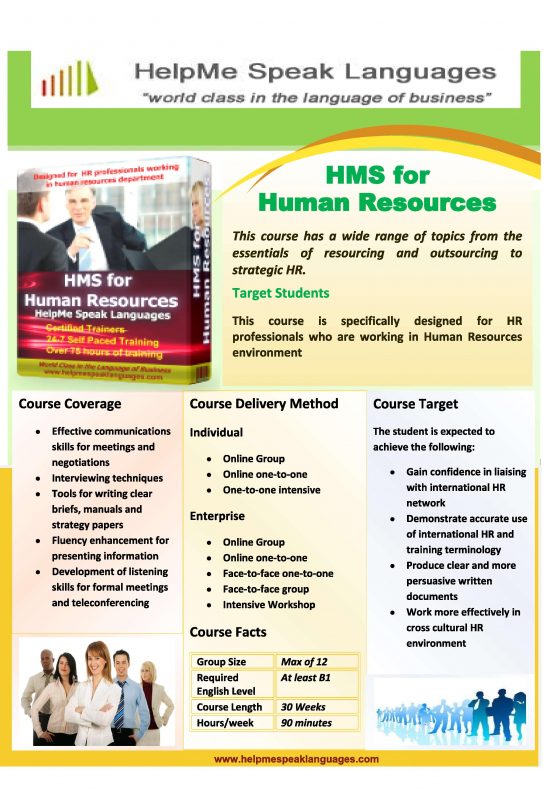 HelpMe Speak Languages
"world class in the language of business"
Designed for HR professionals working
in human resources department
HMS for
Human Resources
HelpMe Speak Languages
Certified Trainers
24-7 Self Paced Training
Over 75 hours of training
World Class in the Language of Business
www.helpmespeaklanguages.com
HMS for
Human Resources
HMS for
Human Resources
This course has a wide range of topics from the
essentials of resourcing and outsourcing to
strategic HR.
Target Students
This course is specifically designed for HR
professionals who are working in Human Resources
environment
Course Coverage
• Effective communications
skills for meetings and
negotiations
• Interviewing techniques
• Tools for writing clear
briefs, manuals and
strategy papers
• Fluency enhancement for
presenting information
• Development of listening
skills for formal meetings
and teleconferencing
Course Delivery Method
Individual
• Online Group
• Online one-to-one
• One-to-one intensive
Enterprise
• Online Group
• Online one-to-one
• Face-to-face one-to-one
• Face-to-face group
• Intensive Workshop
Course Facts
Group Size Max of 12
Required
English Level At least B1
Course Length 30 Weeks
Hours/week 90 minutes
Course Target
The student is expected to
achieve the following:
• Gain confidence in liaising
with international HR
network
• Demonstrate accurate use
of international HR and
training terminology
• Produce clear and more
persuasive written
documents
• Work more effectively in
cross cultural HR
environment
www.helpmespeaklanguages.com